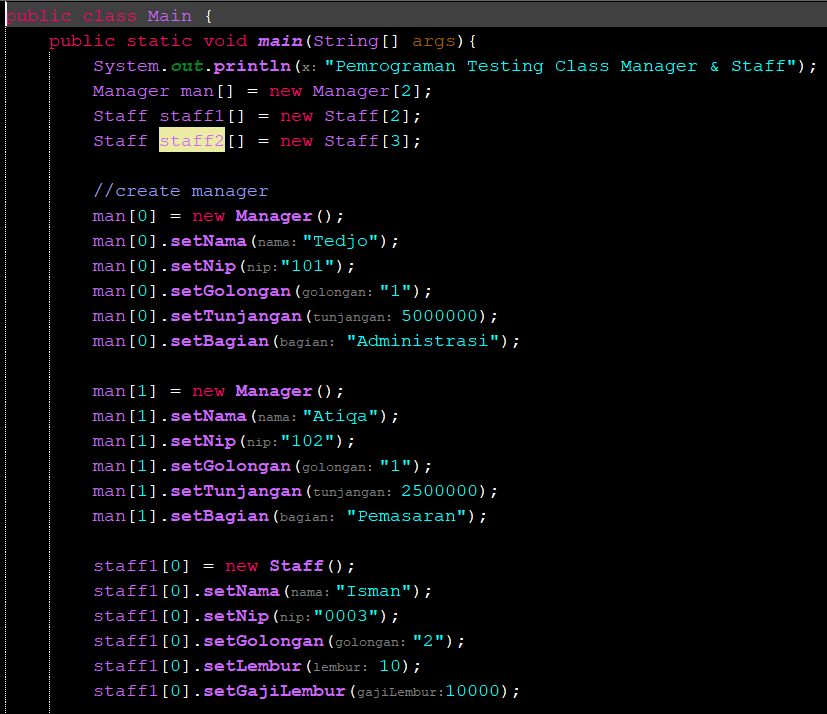 public class Main {
public static void main(String[] args){
System.out.println(x: "Pemrograman Testing Class Manager & Staff");
Manager man[] = new Manager[2];
Staff staff1[] = new Staff[2];
Staff staff2[] = new Staff[3];
//create manager
man[0] = new Manager();
man[0].setNama(nama: "Tedjo");
man[0].setNip(nip:"101");
man[0].setGolongan(golongan: "1");
man[0].setTunjangan(tunjangan: 5000000);
man[0].setBagian(bagian: "Administrasi");
man[1] = new Manager();
man[1].setNama(nama: "Atiqa");
man[1].setNip(nip:"102");
man[1].setGolongan(golongan: "1");
man[1].setTunjangan(tunjangan: 2500000);
man[1].setBagian(bagian: "Pemasaran");
staff1[0] = new Staff();
staff1[0].setNama(nama: "Isman");
staff1[0].setNip(nip:"0003");
staff1[0].setGolongan(golongan: "2");
staff1[0].setLembur(lembur: 10);
staff1[0].setGajiLembur(gajiLembur:10000);